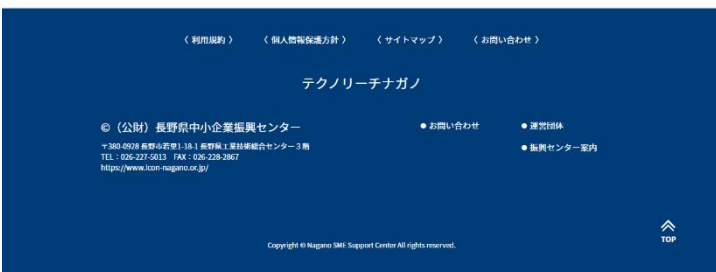 〈 利用規約 〉 〈 個人情報保護方針 〉 〈 サイトマップ 〉 〈 お問い合わせ 〉
テクノリーチナガノ
©（公財）長野県中小企業振興センター
● お問い合わせ ● 運営団体
〒380-0928 長野市若里1-18-1 長野県工業技術総合センター３階
● 振興センター案内
TEL：026-227-5013 FAX：026-228-2867
https://www.icon-nagano.or.jp/
TOP
Copyright © Nagano SME Support Center All rights reserved.